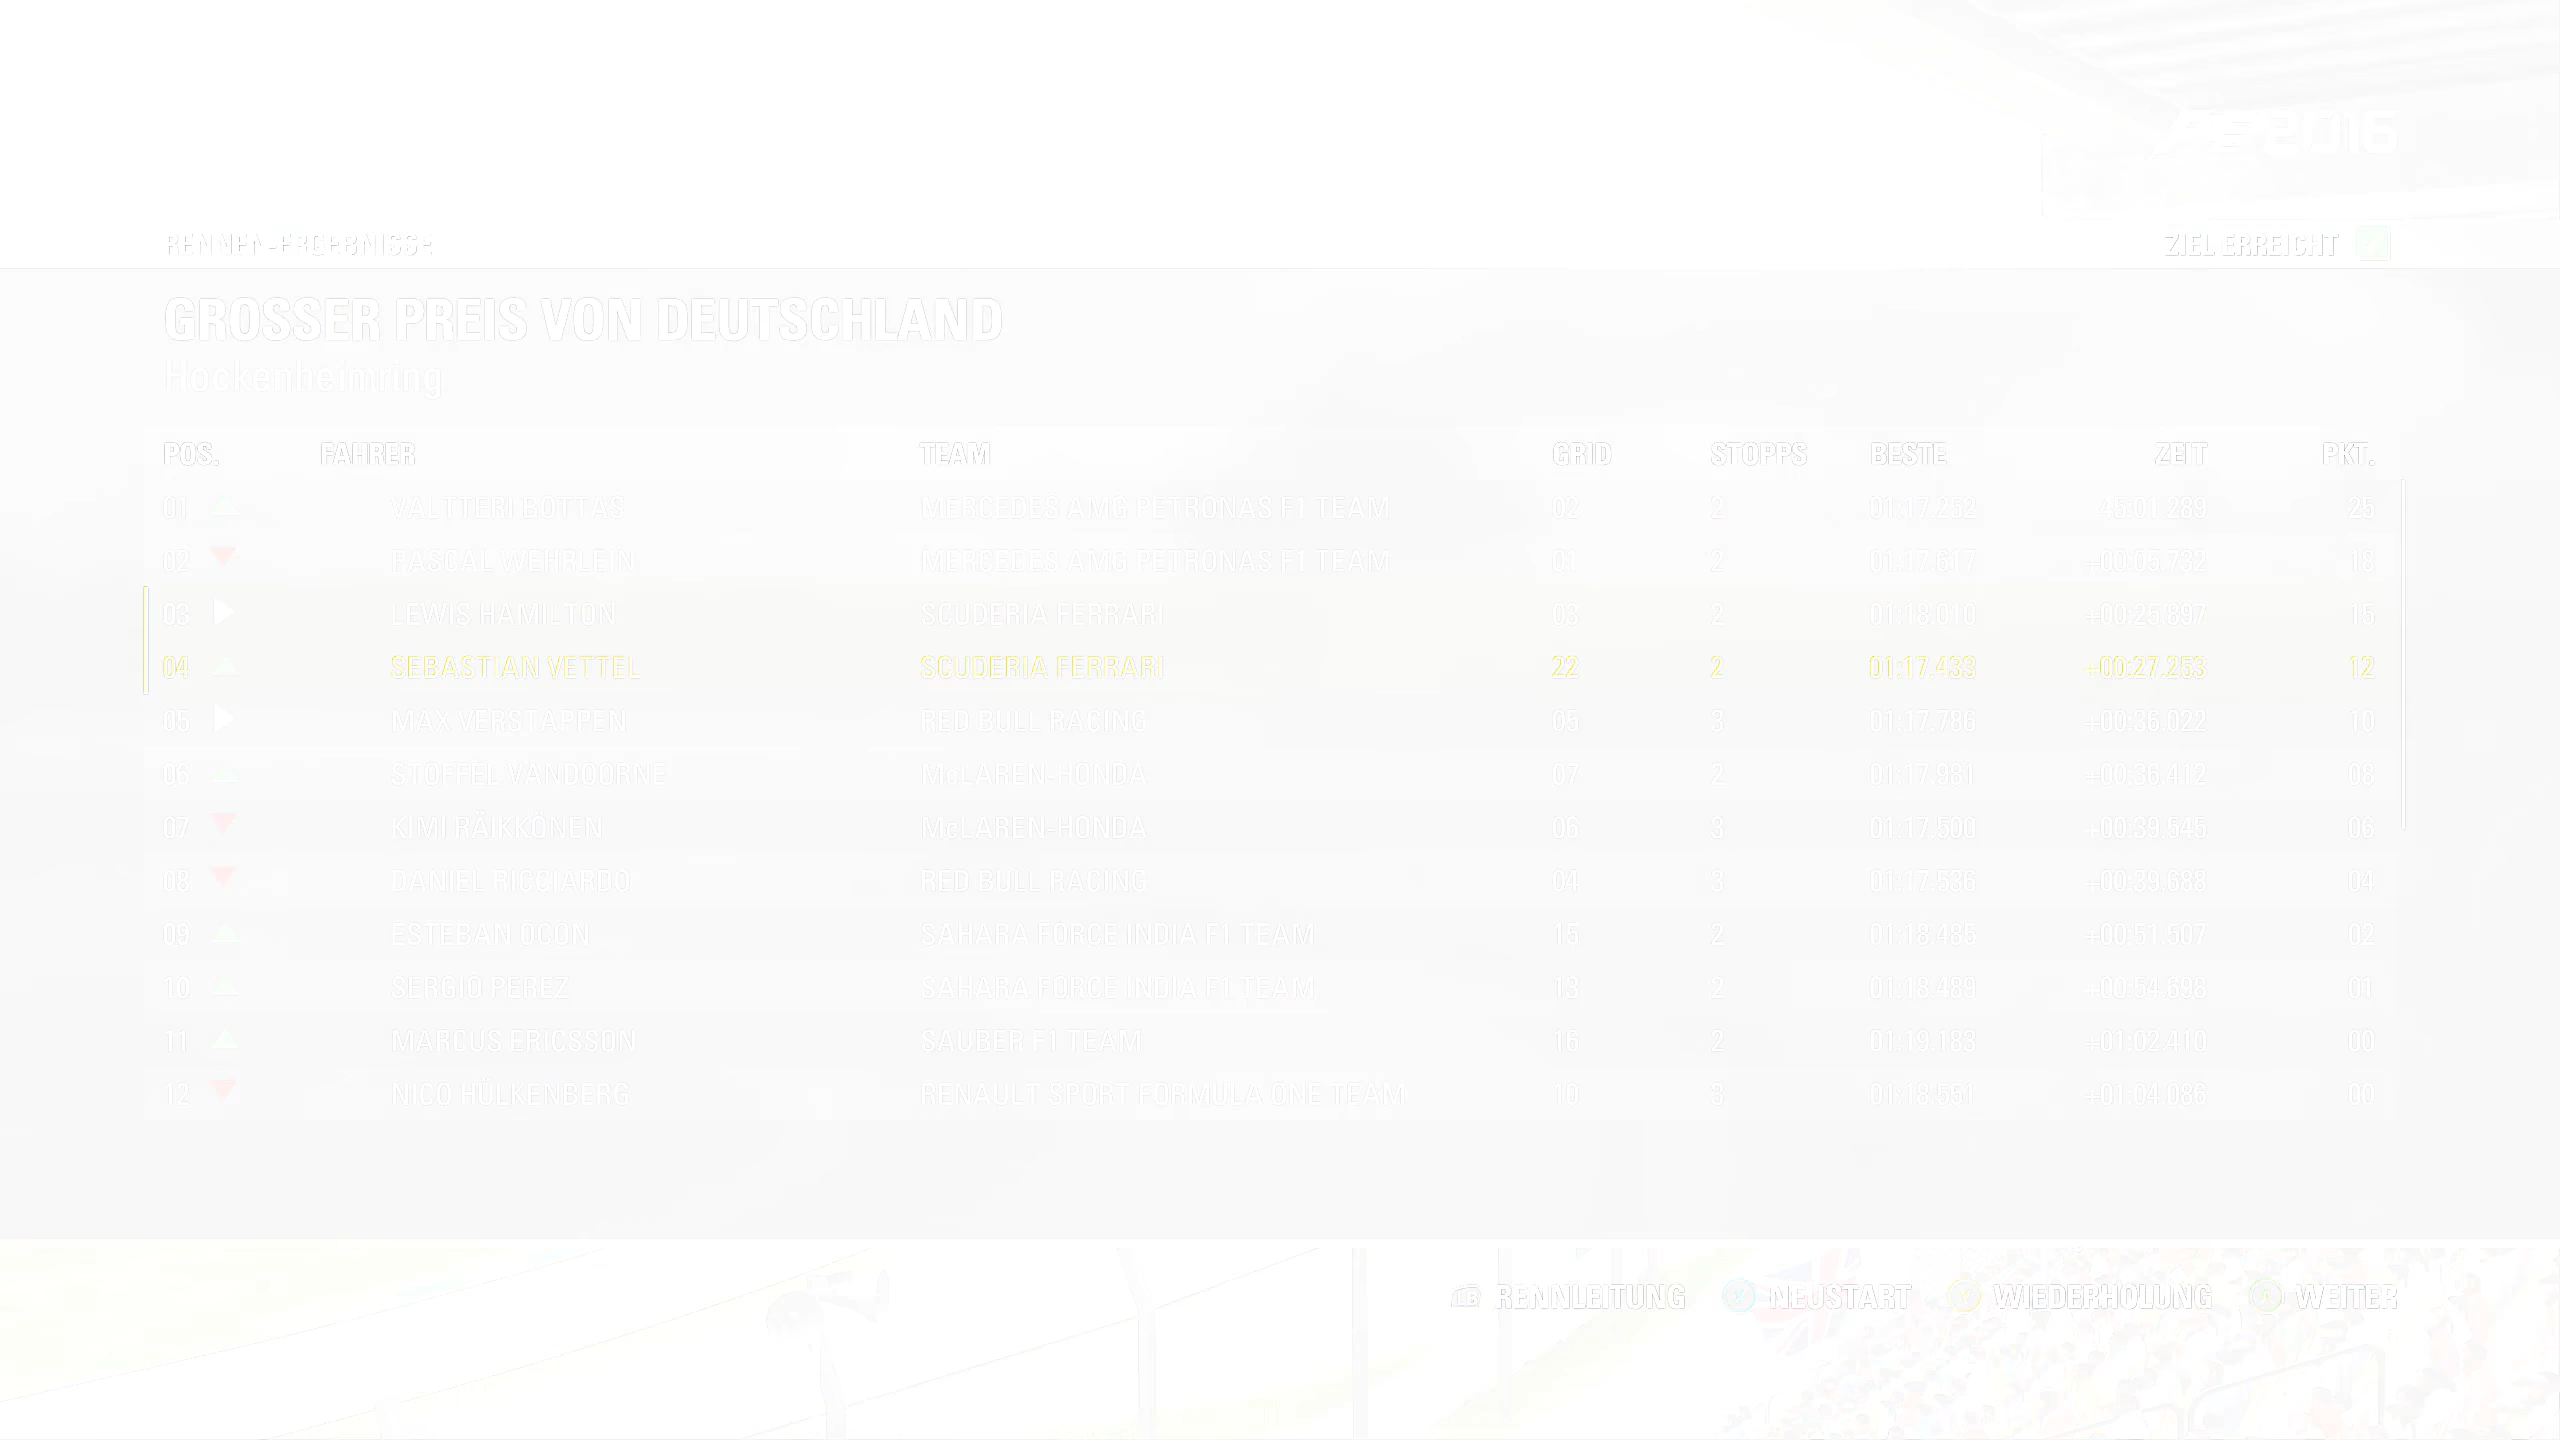 F1 2016
RENNEN-ERGEBNISSE ZIEL ERREICHT
GROSSER PREIS VON DEUTSCHLAND
Hockenheimring
POS. FAHRER TEAM GRID STOPPS BESTE ZEIT PKT.
01 VALTTERI BOTTAS MERCEDES AMG PETRONAS F1 TEAM 02 2 01:17.252 45:01.289 25
02 PASCAL WEHRLEIN MERCEDES AMG PETRONAS F1 TEAM 01 2 01:17.617 +00:05.732 18
03 LEWIS HAMILTON SCUDERIA FERRARI 03 2 01:18.010 +00:25.897 15
04 SEBASTIAN VETTEL SCUDERIA FERRARI 22 2 01:17.433 +00:27.253 12
05 MAX VERSTAPPEN RED BULL RACING 05 3 01:17.786 +00:36.022 10
06 STOFFEL VANDOORNE McLAREN-HONDA 07 2 01:17.981 +00:36.412 08
07 KIMI RÄIKKÖNEN McLAREN-HONDA 06 3 01:17.500 +00:39.545 06
08 DANIEL RICCIARDO RED BULL RACING 04 3 01:17.536 +00:39.688 04
09 ESTEBAN OCON SAHARA FORCE INDIA F1 TEAM 15 2 01:18.485 +00:51.507 02
10 SERGIO PEREZ SAHARA FORCE INDIA F1 TEAM 13 2 01:18.489 +00:54.698 01
11 MARCUS ERICSSON SAUBER F1 TEAM 16 2 01:19.183 +01:02.410 00
12 NICO HÜLKENBERG RENAULT SPORT FORMULA ONE TEAM 10 3 01:18.551 +01:04.086 00
LB RENNLEITUNG X NEUSTART Y WIEDERHOLUNG A WEITER